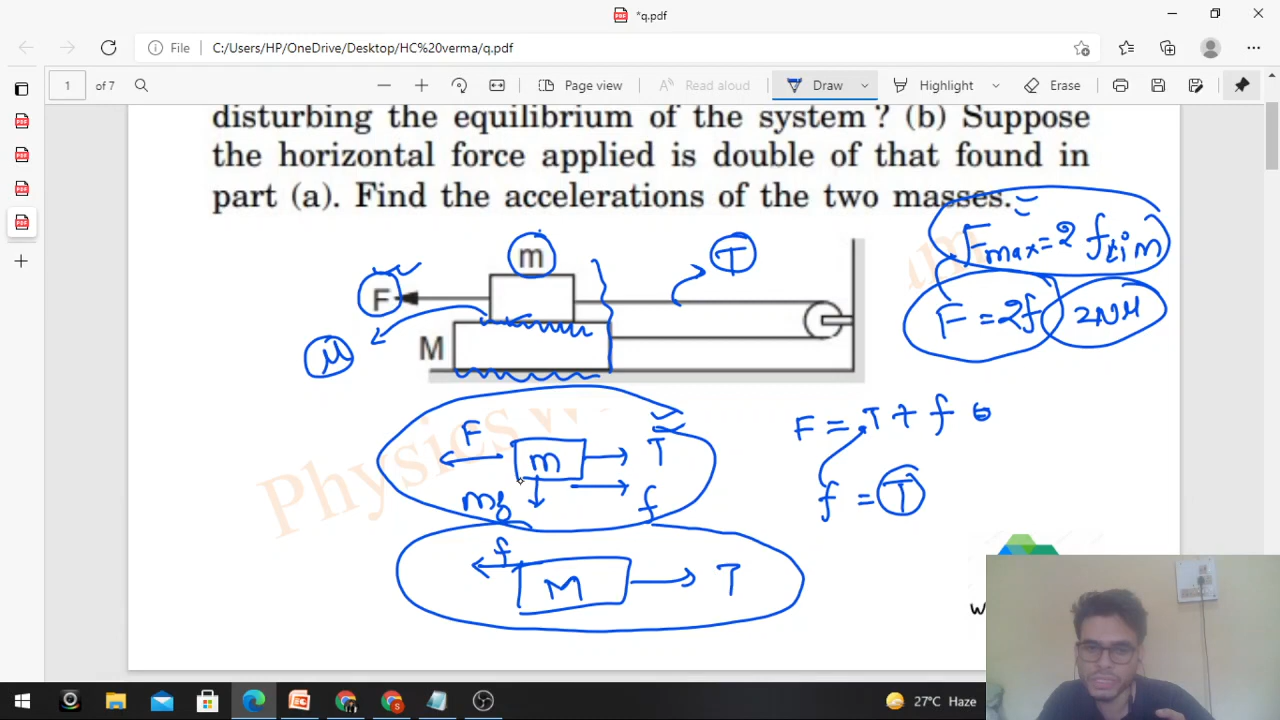 *q.pdf
File C:/Users/HP/OneDrive/Desktop/HC%20verma/q.pdf
1 of 7 Page view Read aloud Draw Highlight Erase
disturbing the equilibrium of the system ? (b) Suppose
the horizontal force applied is double of that found in
part (a). Find the accelerations of the two masses.
Fmax = 2 flim
m T
F
F = 2f 2Nμ
M
μ
F
F = T + f
m T
mg f
f = T
f
M T
27°C Haze